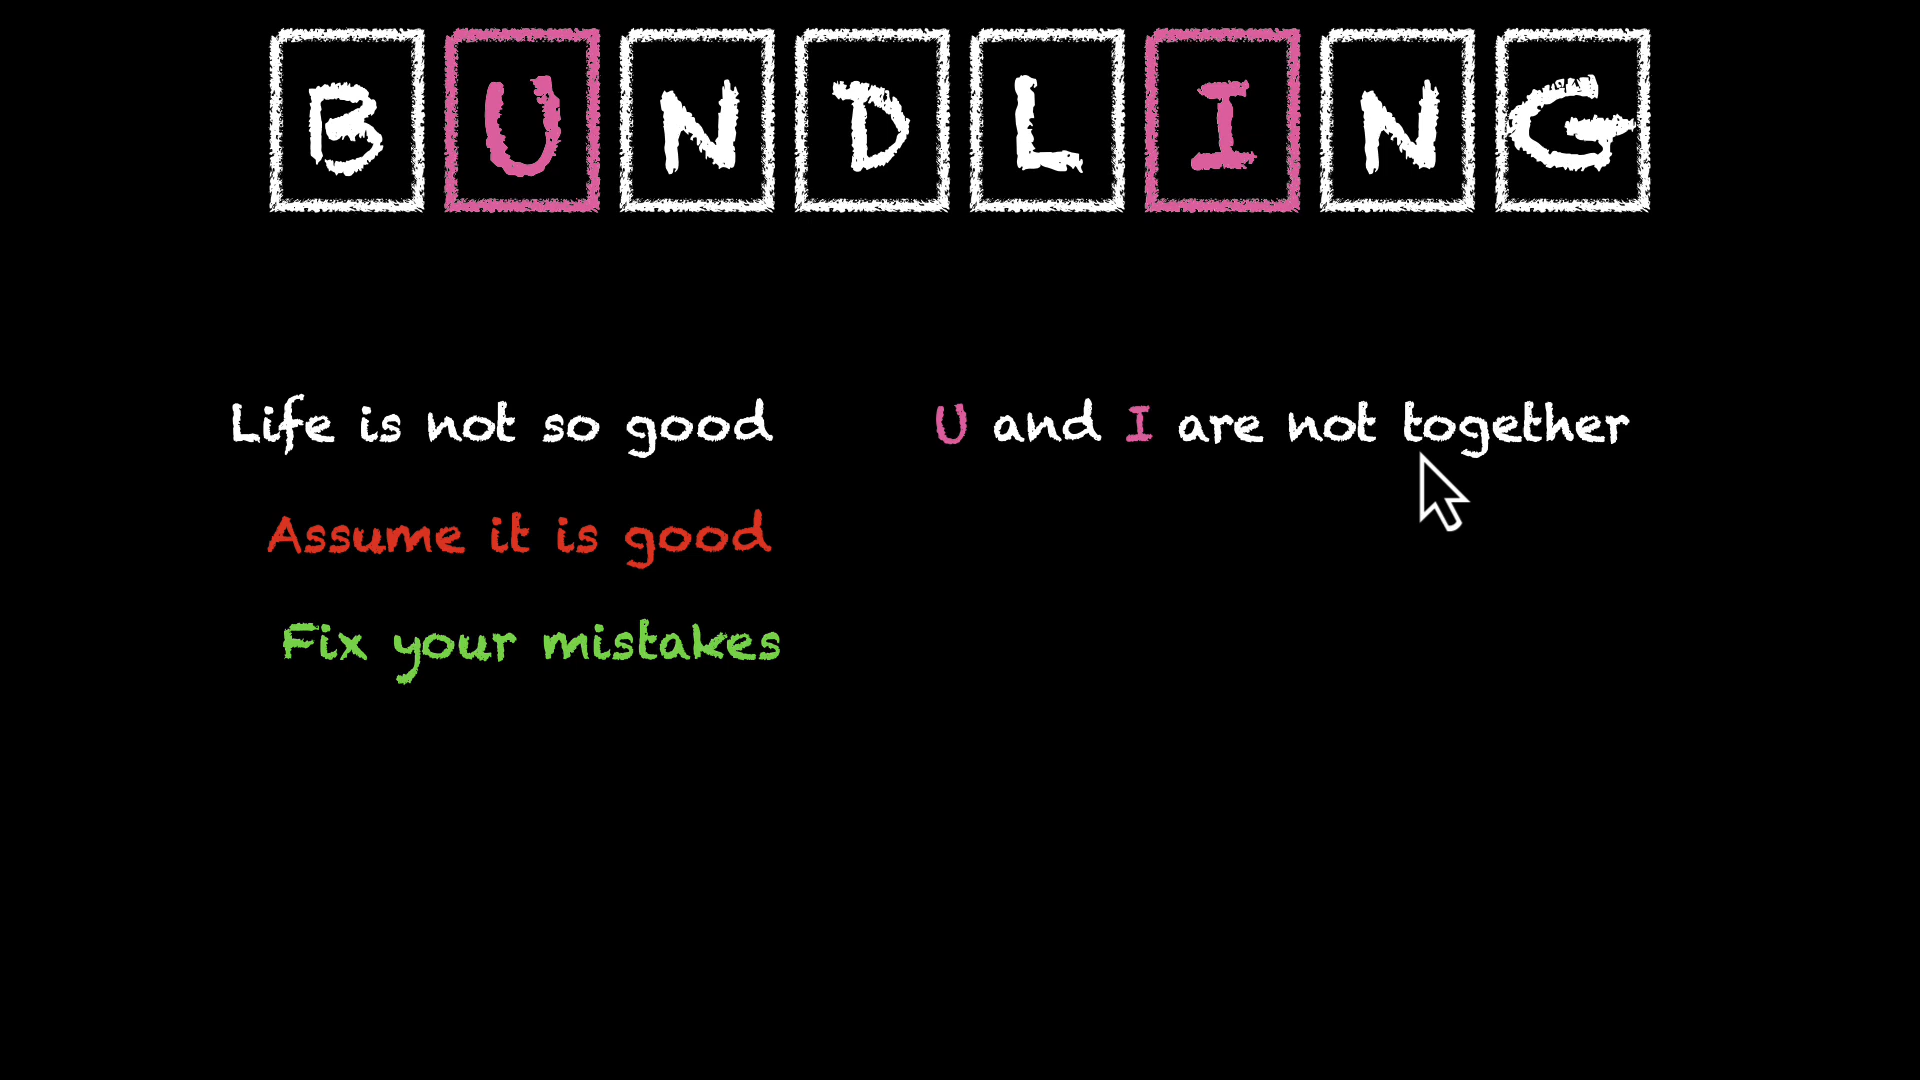 BUNDLING
Life is not so good
U and I are not together
Assume it is good
Fix your mistakes